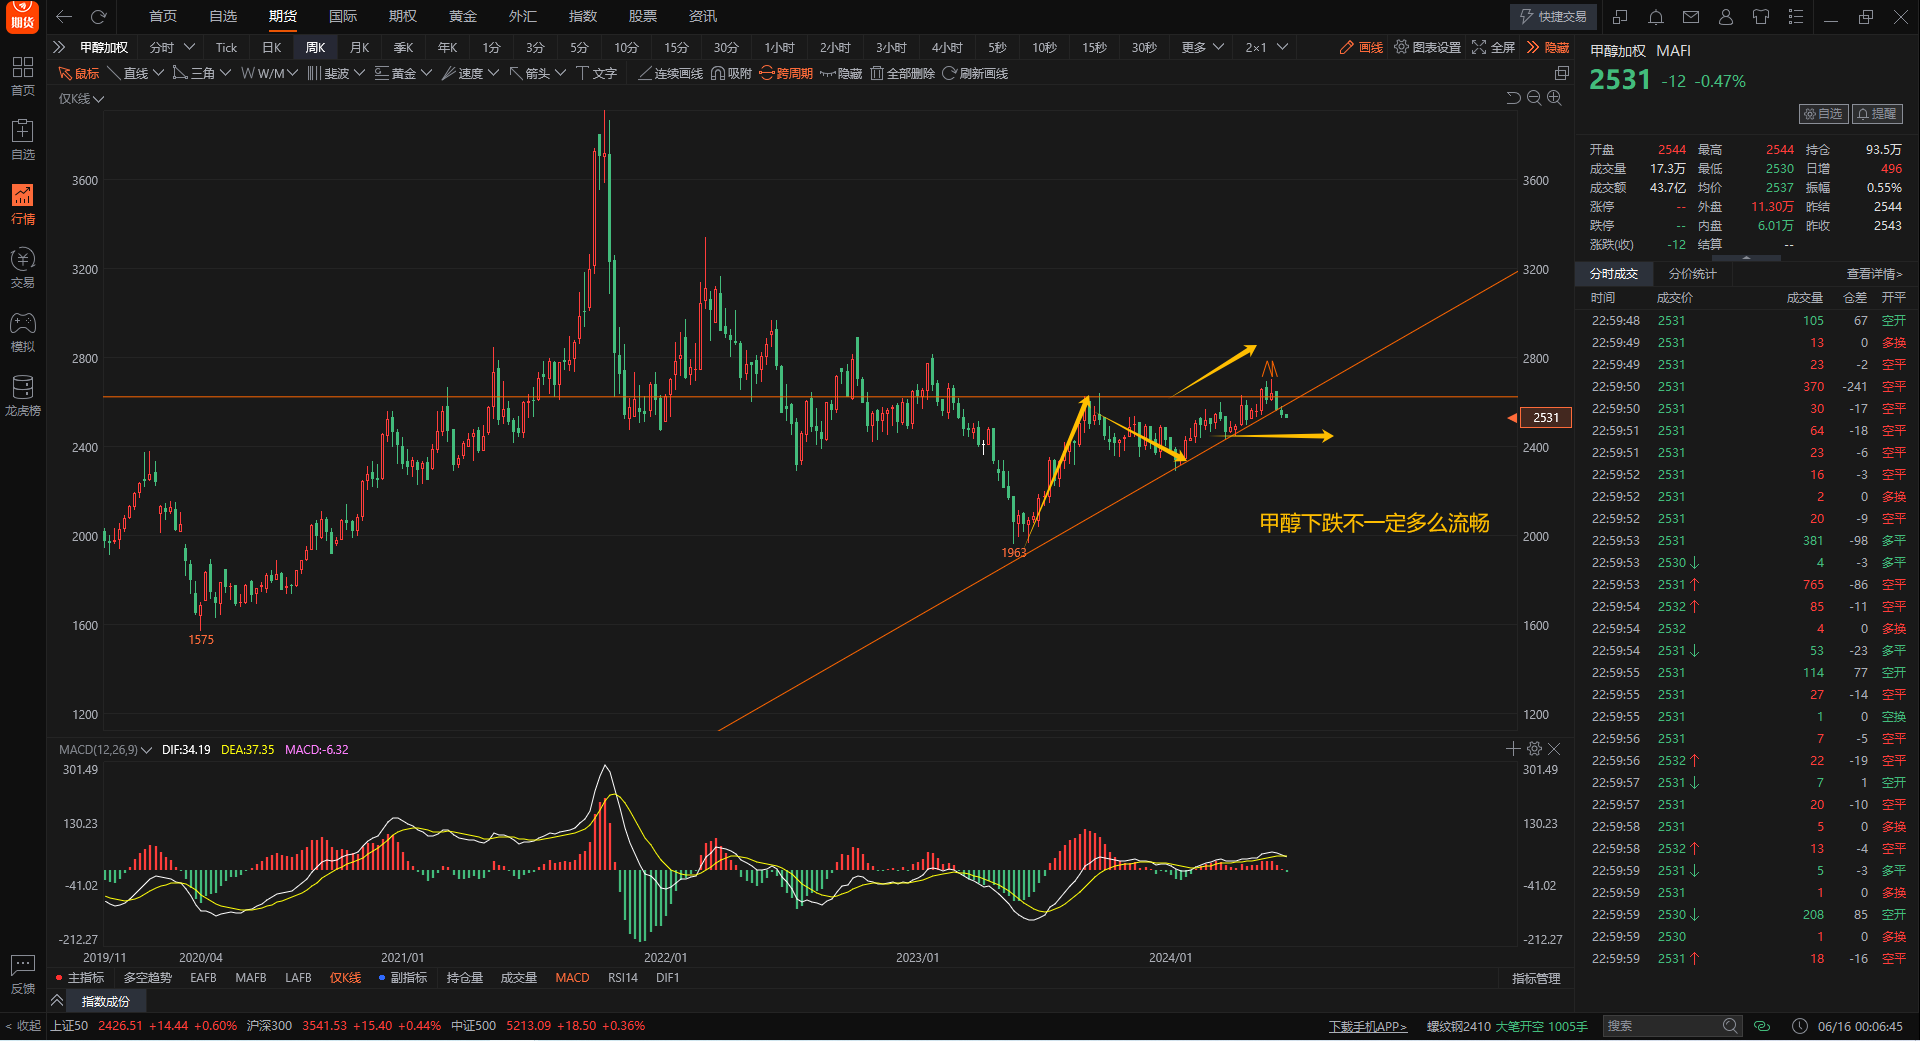 期货
首页 自选 期货 国际 期权 黄金 外汇 指数 股票 资讯
快捷交易
甲醇加权 分时 Tick 日K 周K 月K 季K 年K 1分 3分 5分 10分 15分 30分 1小时 2小时 3小时 4小时 5秒 10秒 15秒 30秒 更多 2×1 画线 图表设置 全屏 隐藏
鼠标 直线 三角 W/M 斐波 黄金 速度 箭头 文字 连续画线 吸附 跨周期 隐藏 全部删除 刷新画线
首页
自选
行情
交易
模拟
龙虎榜
反馈
< 收起
仅K线
3600 3600
3200 3200
2800 2800
2531
2400 2400
2000 2000
1600 1600
1200 1200
1963
1575
甲醇下跌不一定多么流畅
MACD(12,26,9) DIF:34.19 DEA:37.35 MACD:-6.32
301.49 301.49
130.23 130.23
-41.02 -41.02
-212.27 -212.27
2019/11 2020/04 2021/01 2022/01 2023/01 2024/01
主指标 多空趋势 EAFB MAFB LAFB 仅K线 副指标 持仓量 成交量 MACD RSI14 DIF1 指标管理
指数成份
甲醇加权 MAFI
2531 -12 -0.47%
自选 提醒
开盘 2544 最高 2544 持仓 93.5万
成交量 17.3万 最低 2530 日增 496
成交额 43.7亿 均价 2537 振幅 0.55%
涨停 -- 外盘 11.30万 昨结 2544
跌停 -- 内盘 6.01万 昨收 2543
涨跌(收) -12 结算 --
分时成交 分价统计 查看详情>
时间 成交价 成交量 仓差 开平
22:59:48 2531 105 67 空开
22:59:49 2531 13 0 多换
22:59:49 2531 23 -2 空平
22:59:50 2531 370 -241 空平
22:59:50 2531 30 -17 空平
22:59:51 2531 64 -18 空平
22:59:51 2531 23 -6 空平
22:59:52 2531 16 -3 空平
22:59:52 2531 2 0 多换
22:59:52 2531 20 -9 空平
22:59:53 2531 381 -98 多平
22:59:53 2530↓ 4 -3 多平
22:59:53 2531↑ 765 -86 空平
22:59:54 2532↑ 85 -11 空平
22:59:54 2532 4 0 多换
22:59:54 2531↓ 53 -23 多平
22:59:55 2531 114 77 空开
22:59:55 2531 27 -14 空平
22:59:55 2531 1 0 空换
22:59:56 2531 7 -5 空平
22:59:56 2532↑ 22 -19 空平
22:59:57 2531↓ 7 1 空开
22:59:57 2531 20 -10 空平
22:59:58 2531 5 0 多换
22:59:58 2532↑ 13 -4 空平
22:59:59 2531↓ 5 -3 多平
22:59:59 2531 1 0 多换
22:59:59 2530↓ 208 85 空开
22:59:59 2530 1 0 多换
22:59:59 2531↑ 18 -16 空平
上证50 2426.51 +14.44 +0.60% 沪深300 3541.53 +15.40 +0.44% 中证500 5213.09 +18.50 +0.36% 下载手机APP> 螺纹钢2410 大笔开空 1005手 搜索 06/16 00:06:45